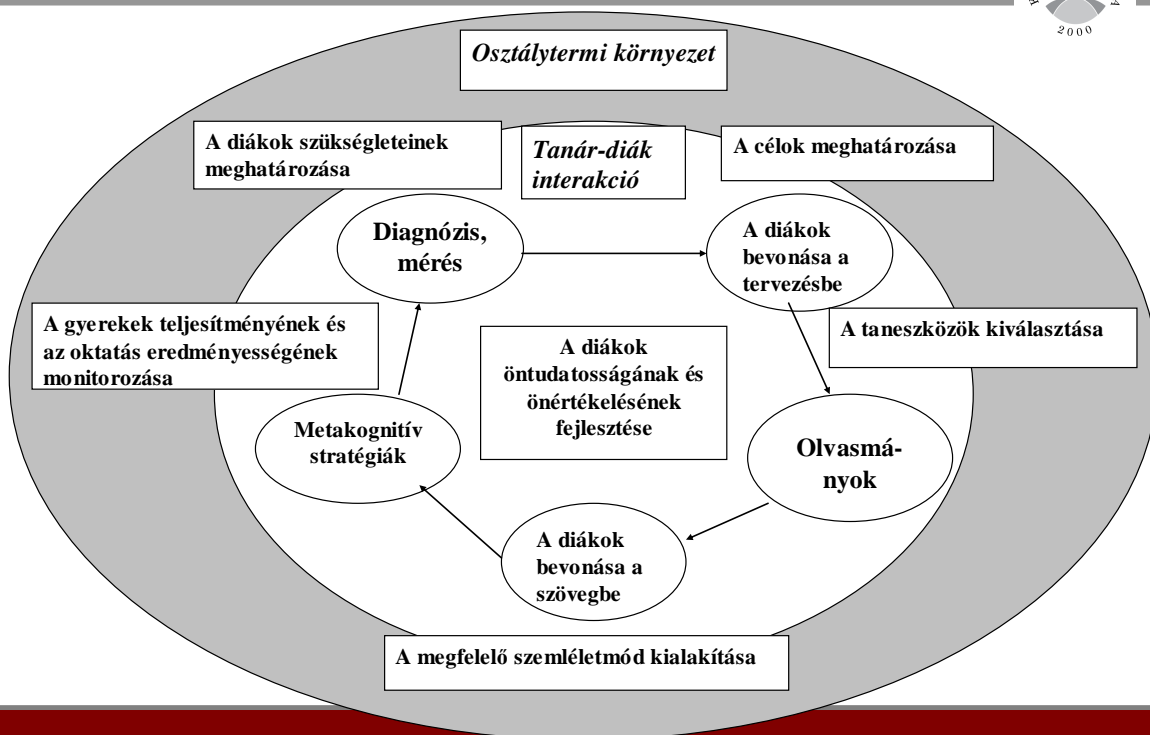 2000
Osztálytermi környezet
A diákok szükségleteinek
meghatározása
Tanár-diák
interakció
A célok meghatározása
Diagnózis,
mérés
A diákok
bevonása a
tervezésbe
A gyerekek teljesítményének és
az oktatás eredményességének
monitorozása
A taneszközök kiválasztása
A diákok
öntudatosságának és
önértékelésének
fejlesztése
Metakognitív
stratégiák
Olvasmá-
nyok
A diákok
bevonása a
szövegbe
A megfelelő szemléletmód kialakítása